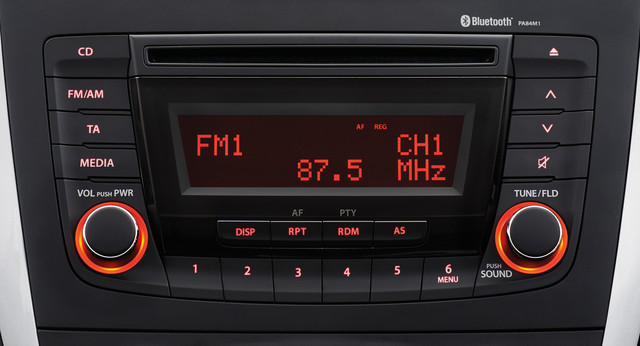 Bluetooth® PA84M1
CD
FM/AM
TA
MEDIA
AF REG
FM1 CH1
87.5 MHz
VOL PUSH PWR
TUNE/FLD
AF PTY
DISP RPT RDM AS
PUSH
SOUND
1 2 3 4 5 6
MENU